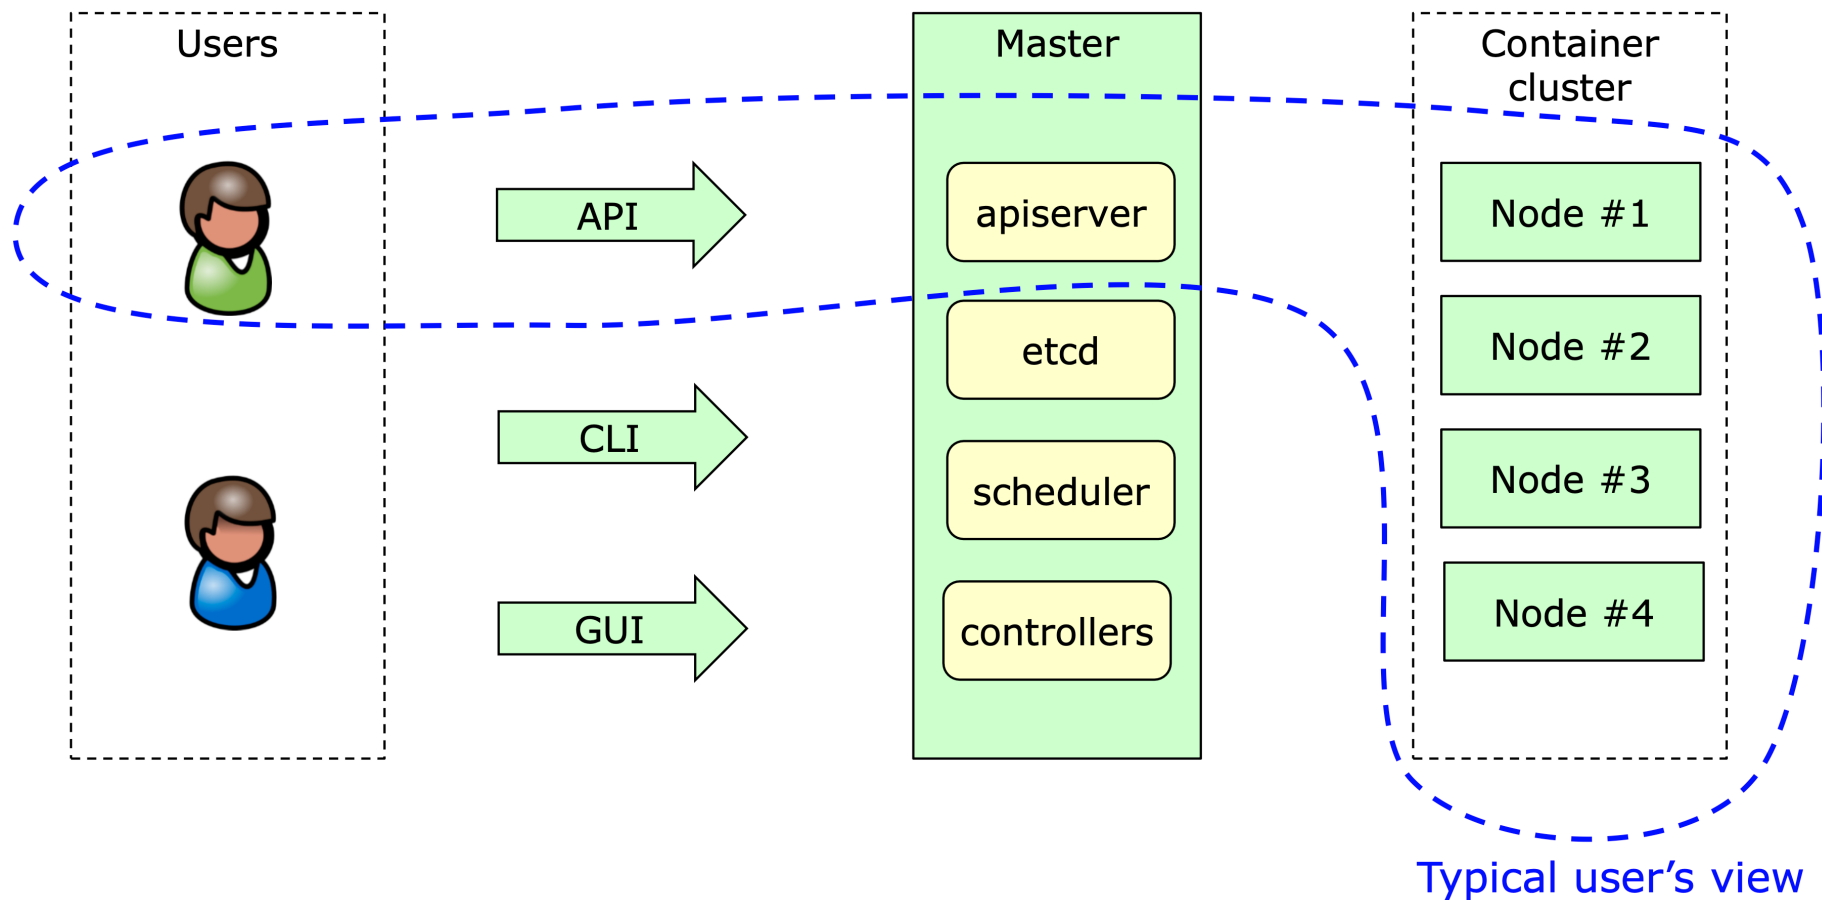 Users
Master
Container
cluster
API
apiserver
Node #1
etcd
Node #2
CLI
scheduler
Node #3
GUI
controllers
Node #4
Typical user’s view